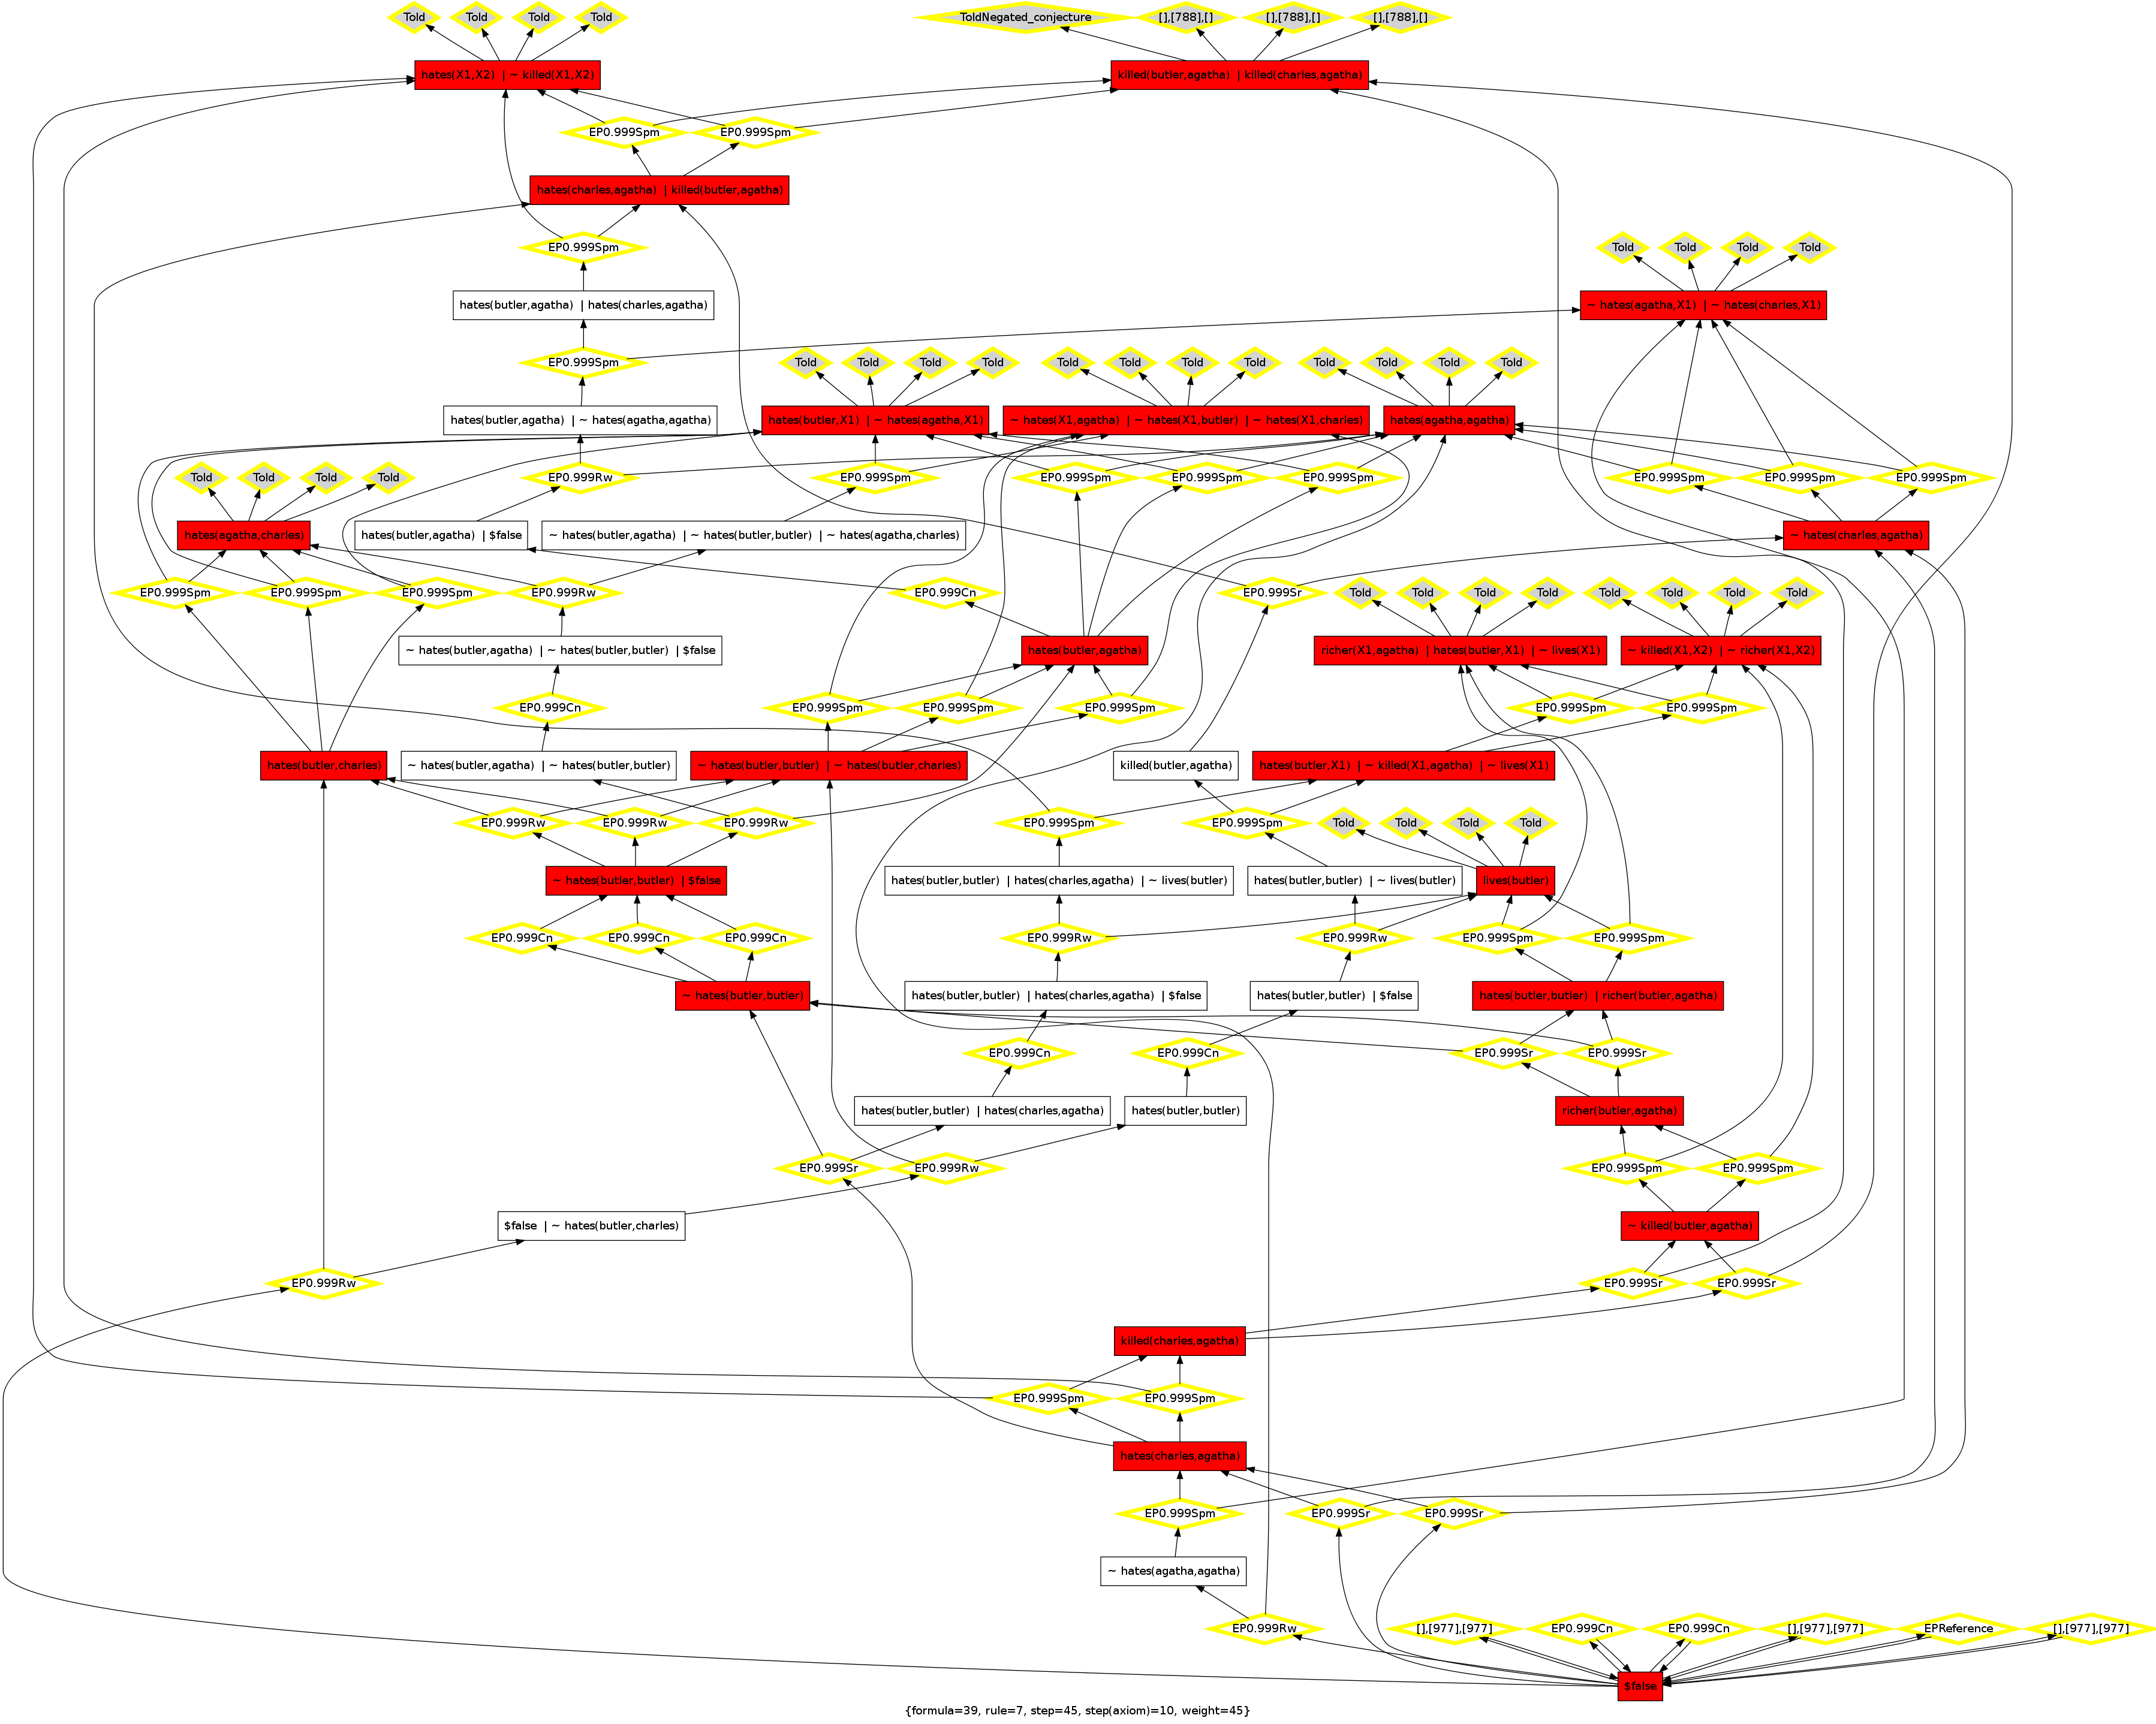 Told
Told
Told
Told
ToldNegated_conjecture
[],[788],[]
[],[788],[]
[],[788],[]
hates(X1,X2) | ~ killed(X1,X2)
killed(butler,agatha) | killed(charles,agatha)
EP0.999Spm
EP0.999Spm
hates(charles,agatha) | killed(butler,agatha)
EP0.999Spm
Told
Told
Told
Told
hates(butler,agatha) | hates(charles,agatha)
~ hates(agatha,X1) | ~ hates(charles,X1)
EP0.999Spm
Told
Told
Told
Told
Told
Told
Told
Told
Told
Told
Told
Told
hates(butler,agatha) | ~ hates(agatha,agatha)
hates(butler,X1) | ~ hates(agatha,X1)
~ hates(X1,agatha) | ~ hates(X1,butler) | ~ hates(X1,charles)
hates(agatha,agatha)
Told
Told
Told
Told
EP0.999Rw
EP0.999Spm
EP0.999Spm
EP0.999Spm
EP0.999Spm
EP0.999Spm
EP0.999Spm
EP0.999Spm
hates(agatha,charles)
hates(butler,agatha) | $false
~ hates(butler,agatha) | ~ hates(butler,butler) | ~ hates(agatha,charles)
~ hates(charles,agatha)
EP0.999Spm
EP0.999Spm
EP0.999Spm
EP0.999Rw
EP0.999Cn
EP0.999Sr
Told
Told
Told
Told
Told
Told
Told
Told
~ hates(butler,agatha) | ~ hates(butler,butler) | $false
hates(butler,agatha)
richer(X1,agatha) | hates(butler,X1) | ~ lives(X1)
~ killed(X1,X2) | ~ richer(X1,X2)
EP0.999Cn
EP0.999Spm
EP0.999Spm
EP0.999Spm
EP0.999Spm
EP0.999Spm
hates(butler,charles)
~ hates(butler,agatha) | ~ hates(butler,butler)
~ hates(butler,butler) | ~ hates(butler,charles)
killed(butler,agatha)
hates(butler,X1) | ~ killed(X1,agatha) | ~ lives(X1)
EP0.999Rw
EP0.999Rw
EP0.999Rw
EP0.999Spm
EP0.999Spm
Told
Told
Told
Told
~ hates(butler,butler) | $false
hates(butler,butler) | hates(charles,agatha) | ~ lives(butler)
hates(butler,butler) | ~ lives(butler)
lives(butler)
EP0.999Cn
EP0.999Cn
EP0.999Cn
EP0.999Rw
EP0.999Rw
EP0.999Spm
EP0.999Spm
~ hates(butler,butler)
hates(butler,butler) | hates(charles,agatha) | $false
hates(butler,butler) | $false
hates(butler,butler) | richer(butler,agatha)
EP0.999Cn
EP0.999Cn
EP0.999Sr
EP0.999Sr
hates(butler,butler) | hates(charles,agatha)
hates(butler,butler)
richer(butler,agatha)
EP0.999Sr
EP0.999Rw
EP0.999Spm
EP0.999Spm
$false | ~ hates(butler,charles)
~ killed(butler,agatha)
EP0.999Rw
EP0.999Sr
EP0.999Sr
killed(charles,agatha)
EP0.999Spm
EP0.999Spm
hates(charles,agatha)
EP0.999Spm
EP0.999Sr
EP0.999Sr
~ hates(agatha,agatha)
EP0.999Rw
[],[977],[977]
EP0.999Cn
EP0.999Cn
[],[977],[977]
EPReference
[],[977],[977]
$false
{formula=39, rule=7, step=45, step(axiom)=10, weight=45}